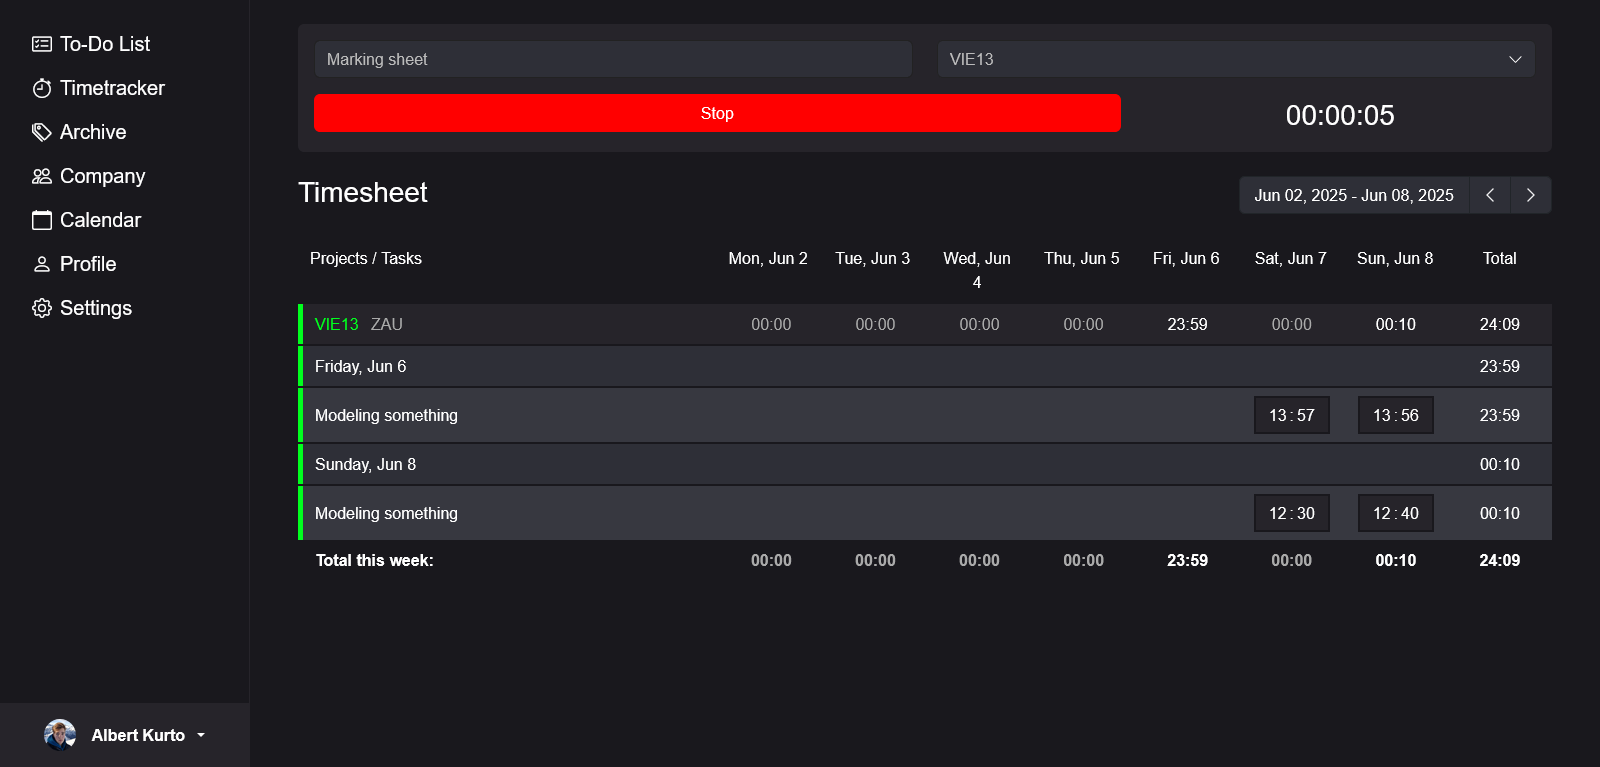 To-Do List
Timetracker
Archive
Company
Calendar
Profile
Settings
Albert Kurto
Marking sheet
VIE13
Stop
00:00:05
Timesheet
Jun 02, 2025 - Jun 08, 2025
Projects / Tasks Mon, Jun 2 Tue, Jun 3 Wed, Jun 4 Thu, Jun 5 Fri, Jun 6 Sat, Jun 7 Sun, Jun 8 Total
VIE13 ZAU 00:00 00:00 00:00 00:00 23:59 00:00 00:10 24:09
Friday, Jun 6 23:59
Modeling something 13:57 13:56 23:59
Sunday, Jun 8 00:10
Modeling something 12:30 12:40 00:10
Total this week: 00:00 00:00 00:00 00:00 23:59 00:00 00:10 24:09